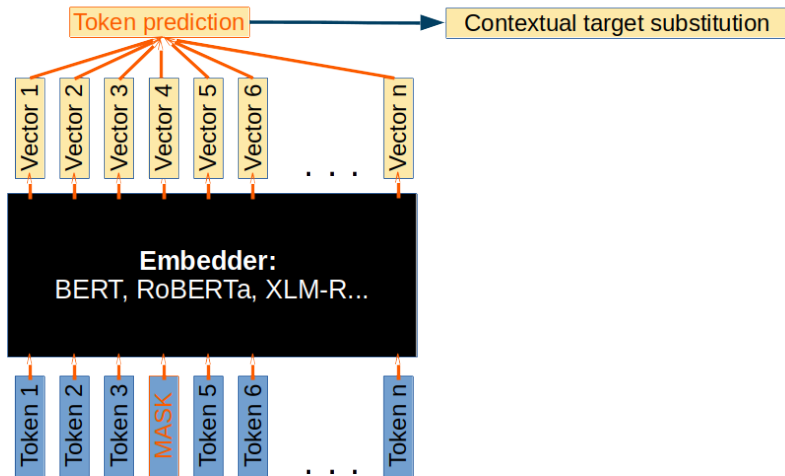 Token prediction
Contextual target substitution
Vector 1
Vector 2
Vector 3
Vector 4
Vector 5
Vector 6
. . .
Vector n
Embedder:
BERT, RoBERTa, XLM-R...
Token 1
Token 2
Token 3
MASK
Token 5
Token 6
. . .
Token n